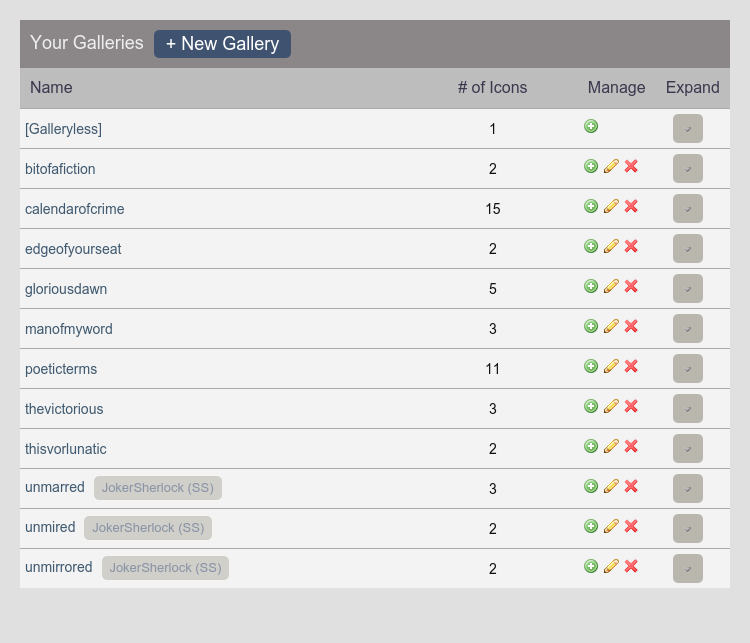 Your Galleries + New Gallery
Name # of Icons Manage Expand
[Galleryless] 1
bitofafiction 2
calendarofcrime 15
edgeofyourseat 2
gloriousdawn 5
manofmyword 3
poeticterms 11
thevictorious 3
thisvorlunatic 2
unmarred JokerSherlock (SS) 3
unmired JokerSherlock (SS) 2
unmirrored JokerSherlock (SS) 2